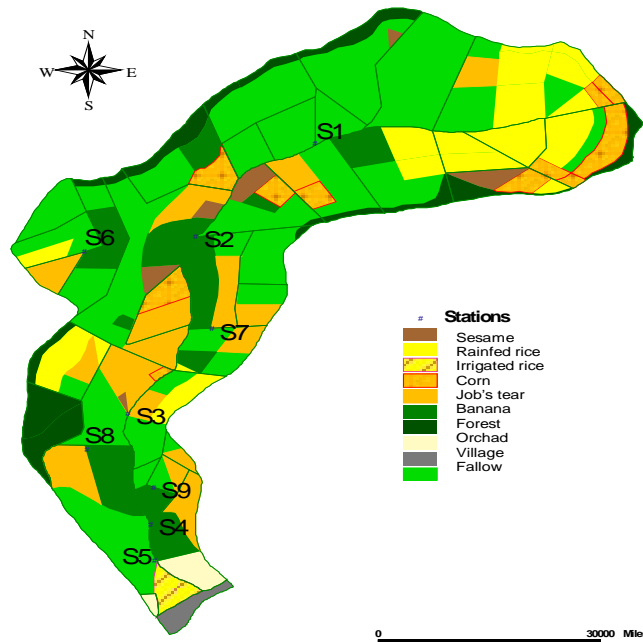 N
W E
S
S1
S6
S2
S7
S3
S8
S9
S4
S5
Stations
Sesame
Rainfed rice
Irrigated rice
Corn
Job's tear
Banana
Forest
Orchad
Village
Fallow
0 30000 Mile